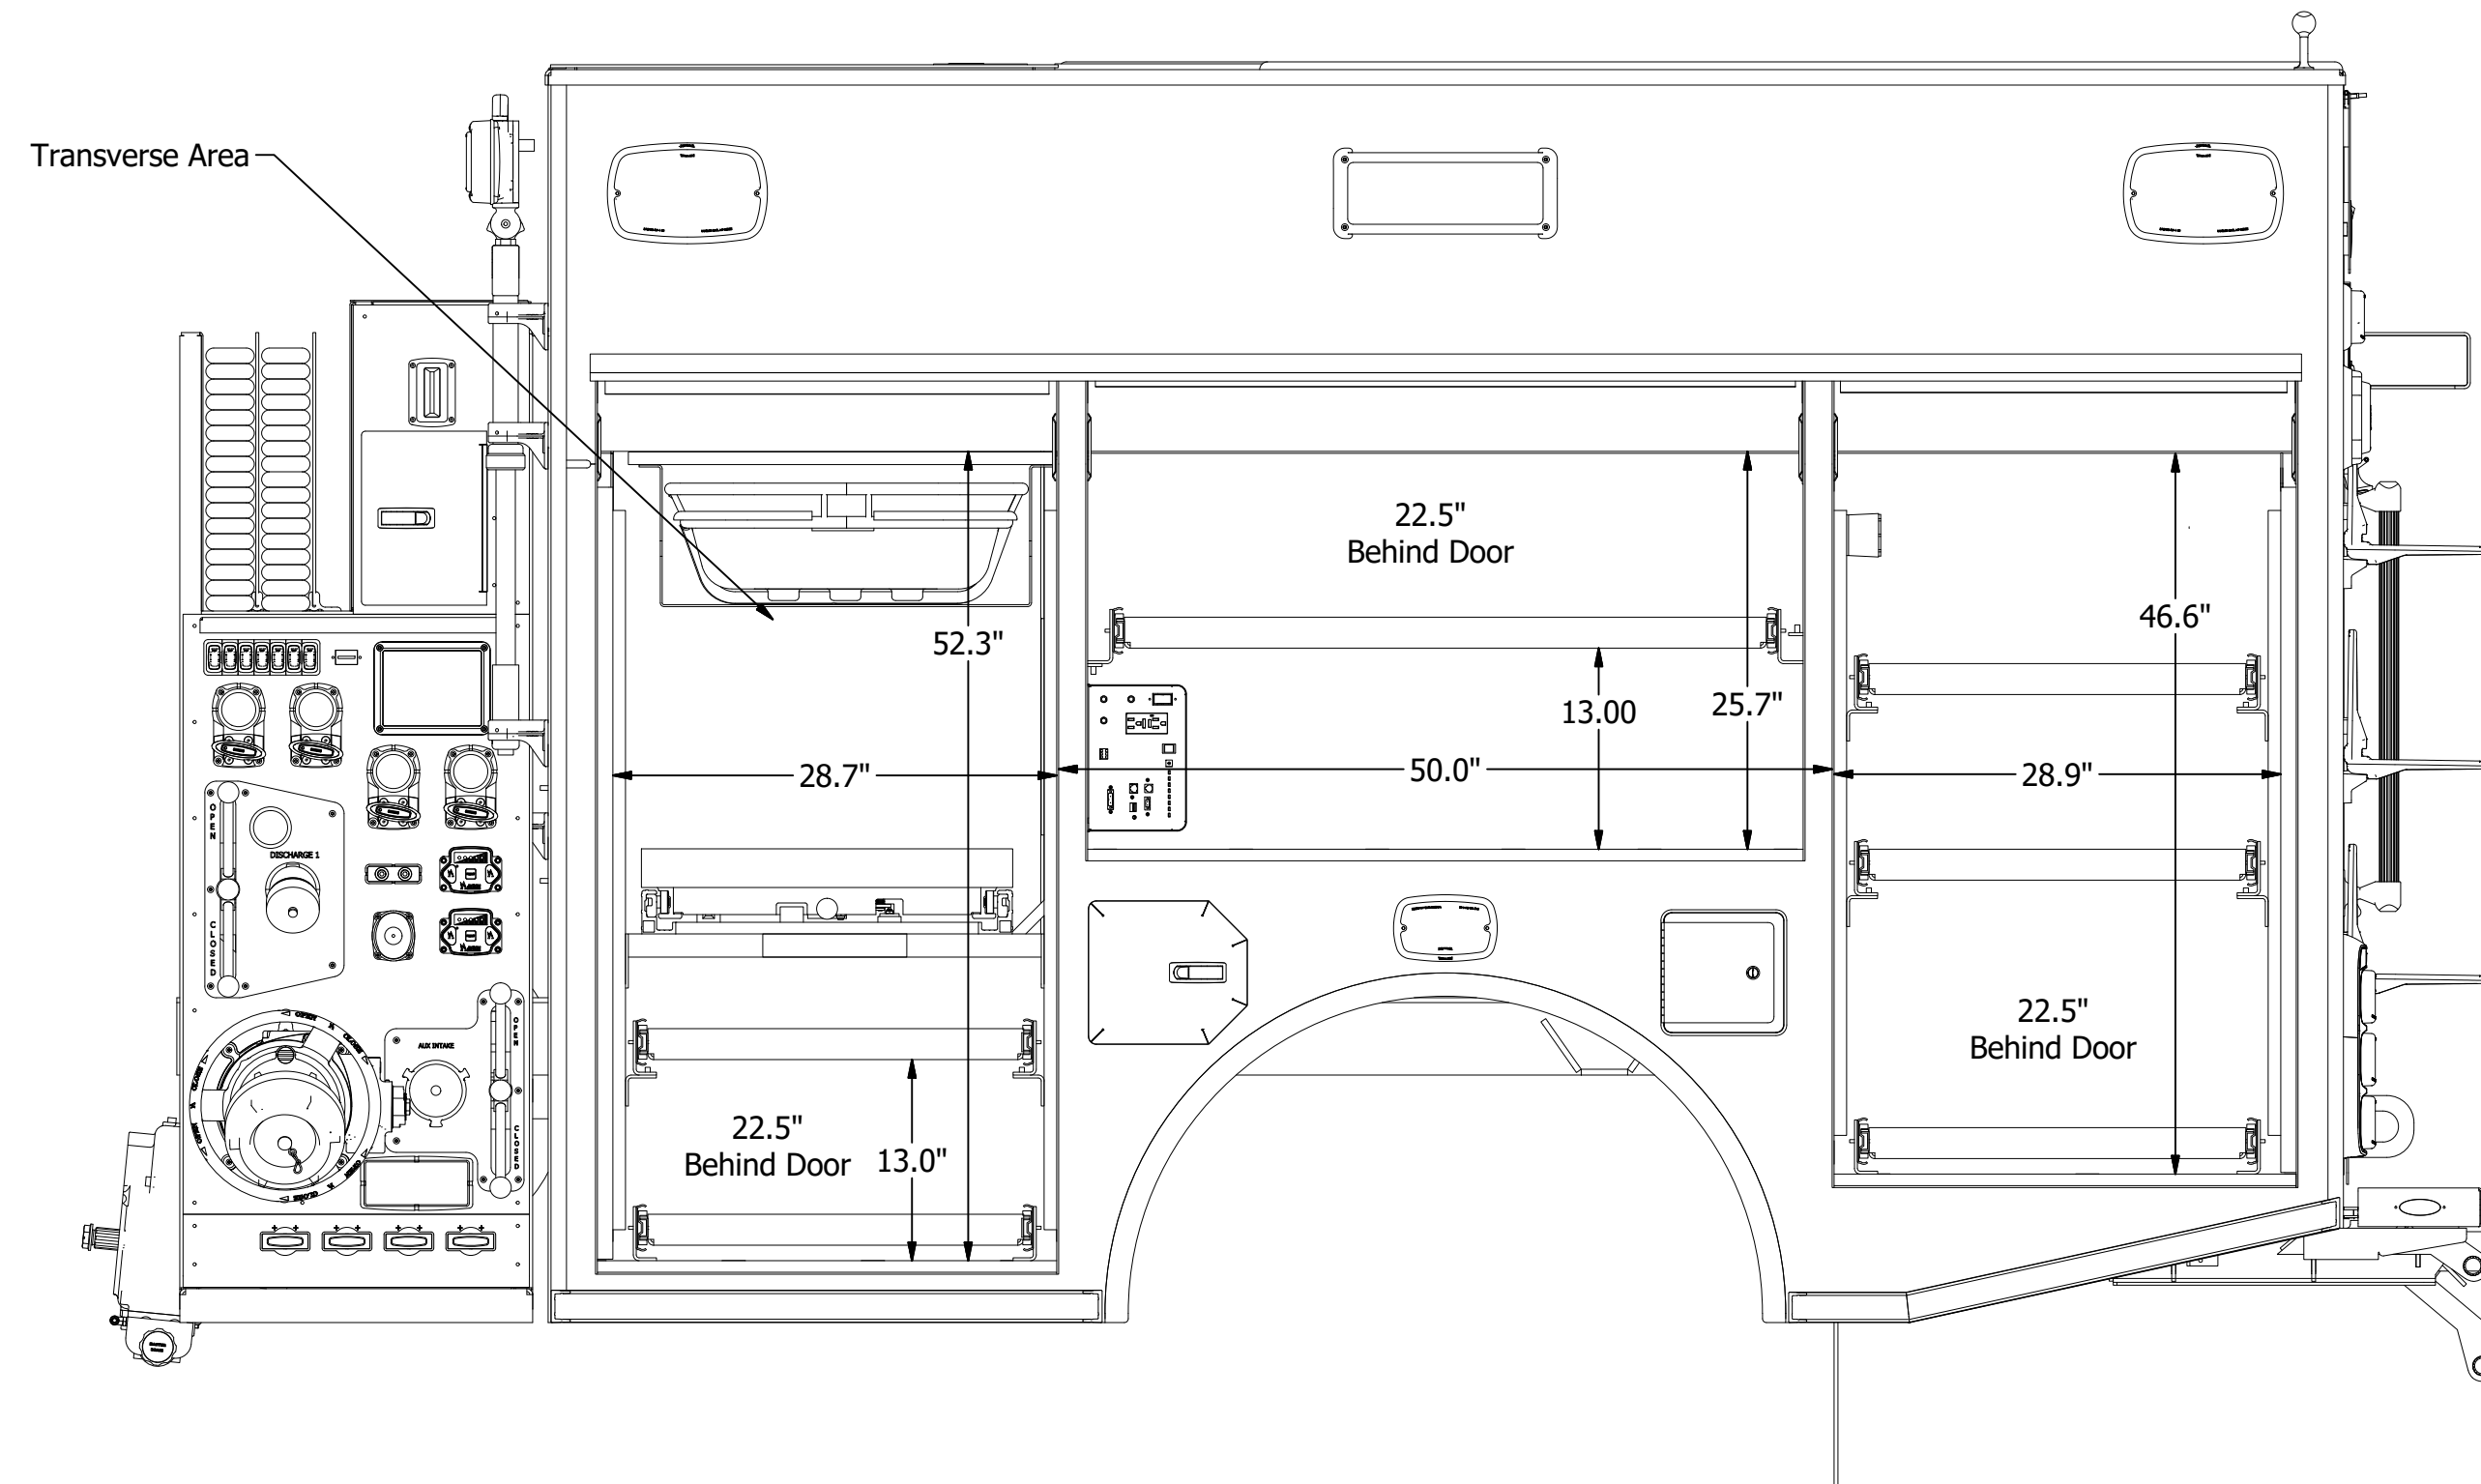 Transverse Area
22.5"
Behind Door
52.3"
46.6"
13.00
25.7"
28.7"
50.0"
28.9"
OPEN
DISCHARGE 1
CLOSED
22.5"
Behind Door
OPEN
AUX INTAKE
CLOSED
22.5"
Behind Door
13.0"
OPEN
CLOSE